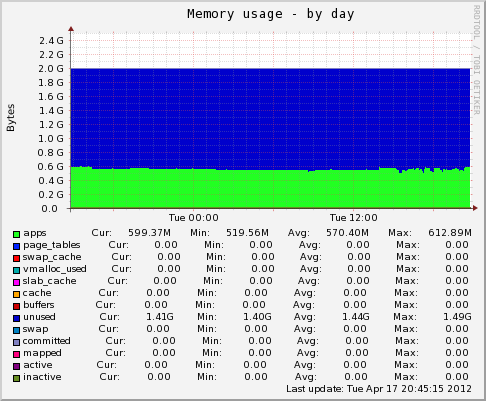 Memory usage - by day
RRDTOOL / TOBI OETIKER
Bytes
2.4 G
2.2 G
2.0 G
1.8 G
1.6 G
1.4 G
1.2 G
1.0 G
0.8 G
0.6 G
0.4 G
0.2 G
0.0
Tue 00:00 Tue 12:00
apps Cur: 599.37M Min: 519.56M Avg: 570.40M Max: 612.89M
page_tables Cur: 0.00 Min: 0.00 Avg: 0.00 Max: 0.00
swap_cache Cur: 0.00 Min: 0.00 Avg: 0.00 Max: 0.00
vmalloc_used Cur: 0.00 Min: 0.00 Avg: 0.00 Max: 0.00
slab_cache Cur: 0.00 Min: 0.00 Avg: 0.00 Max: 0.00
cache Cur: 0.00 Min: 0.00 Avg: 0.00 Max: 0.00
buffers Cur: 0.00 Min: 0.00 Avg: 0.00 Max: 0.00
unused Cur: 1.41G Min: 1.40G Avg: 1.44G Max: 1.49G
swap Cur: 0.00 Min: 0.00 Avg: 0.00 Max: 0.00
committed Cur: 0.00 Min: 0.00 Avg: 0.00 Max: 0.00
mapped Cur: 0.00 Min: 0.00 Avg: 0.00 Max: 0.00
active Cur: 0.00 Min: 0.00 Avg: 0.00 Max: 0.00
inactive Cur: 0.00 Min: 0.00 Avg: 0.00 Max: 0.00
Last update: Tue Apr 17 20:45:15 2012